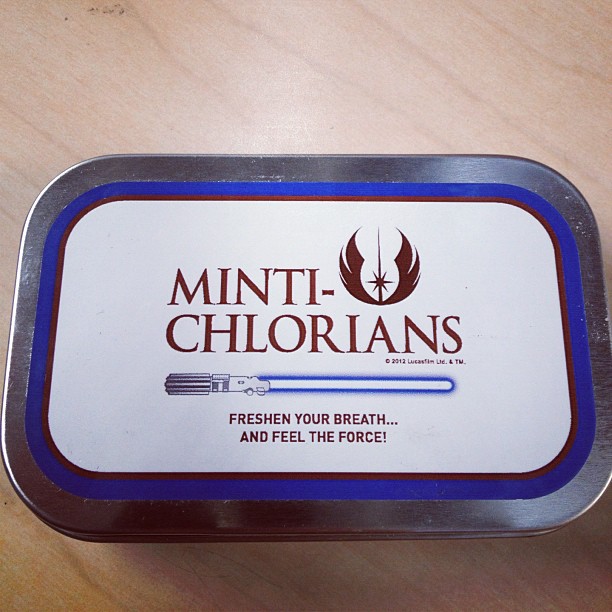 MINTI-
CHLORIANS
© 2012 Lucasfilm Ltd. & TM.
FRESHEN YOUR BREATH...
AND FEEL THE FORCE!